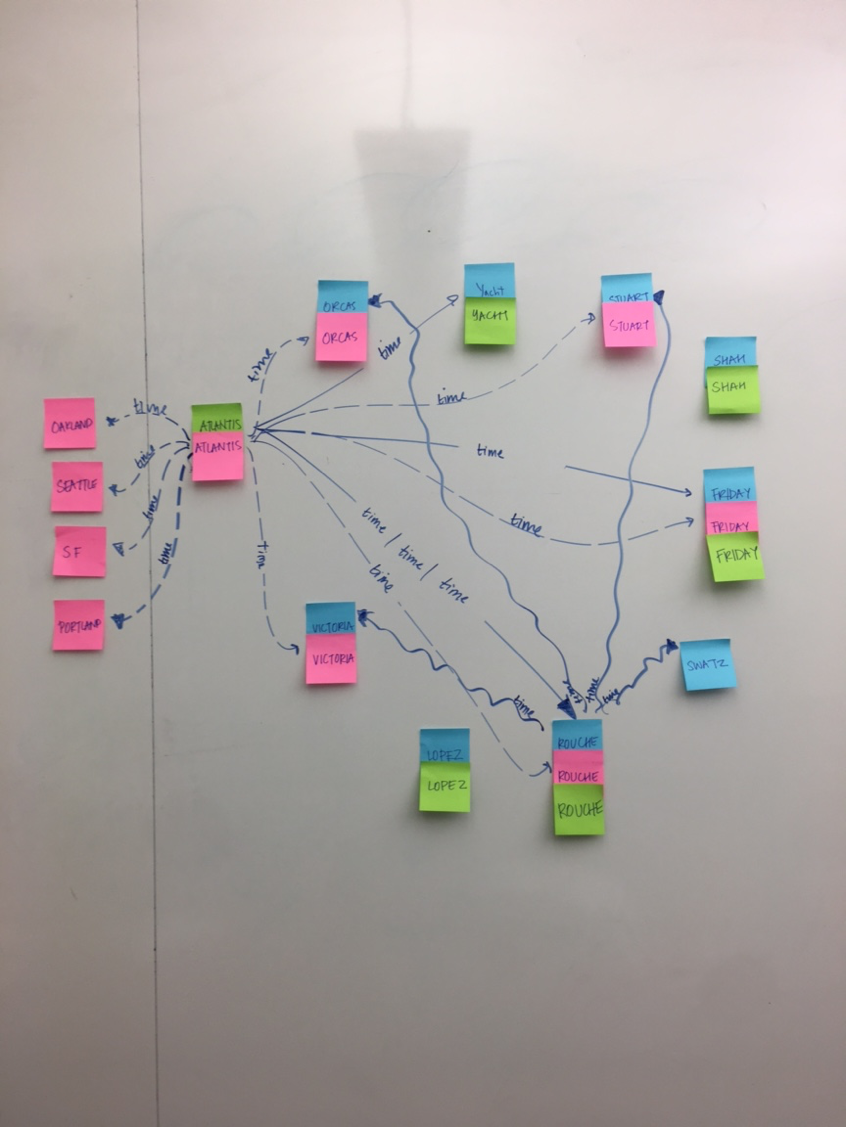 ORCAS
ORCAS
Yacht
YACHT
STUART
STUART
SHAH
SHAH
time
time
time
time
OAKLAND
ATLANTIS
ATLANTIS
time
time
SEATTLE
time
SF
time
PORTLAND
time
FRIDAY
FRIDAY
FRIDAY
time / time / time
time
time
VICTORIA
VICTORIA
SWATZ
time
time
time
LOPEZ
LOPEZ
ROUCHE
ROUCHE
ROUCHE